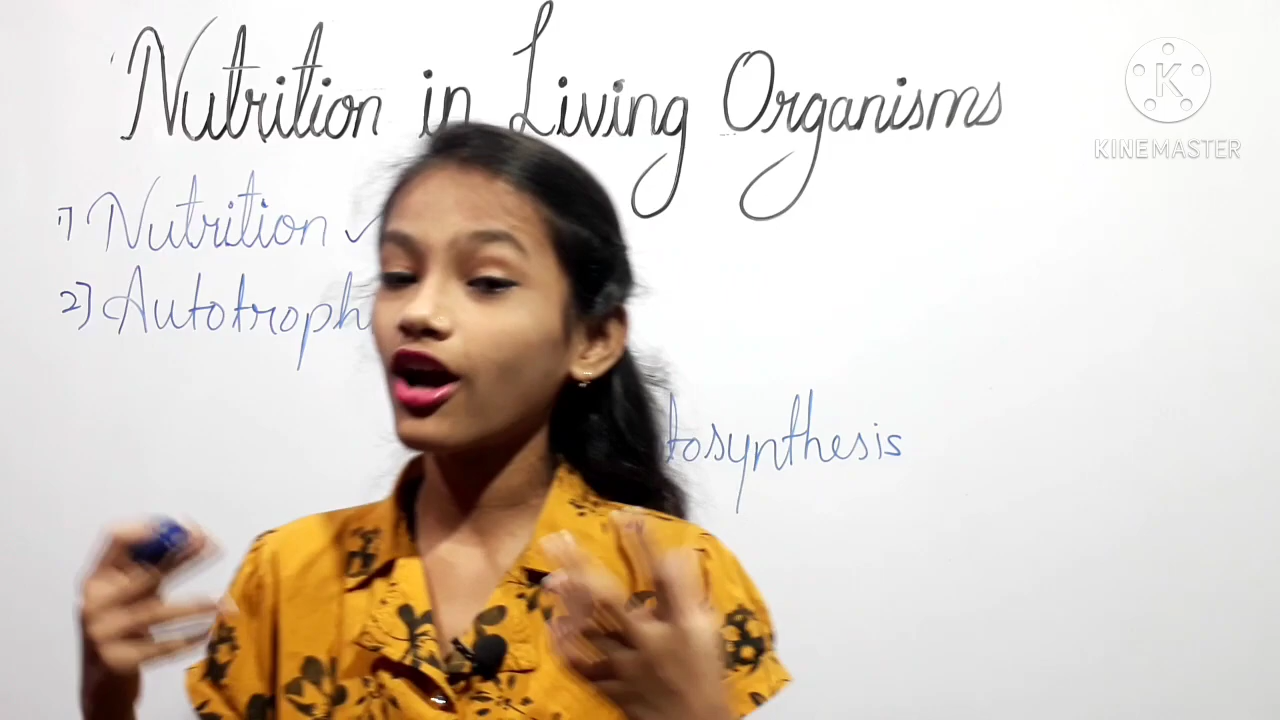 Nutrition in Living Organisms
1) Nutrition ✓
2) Autotroph
tosynthesis
K
KINEMASTER